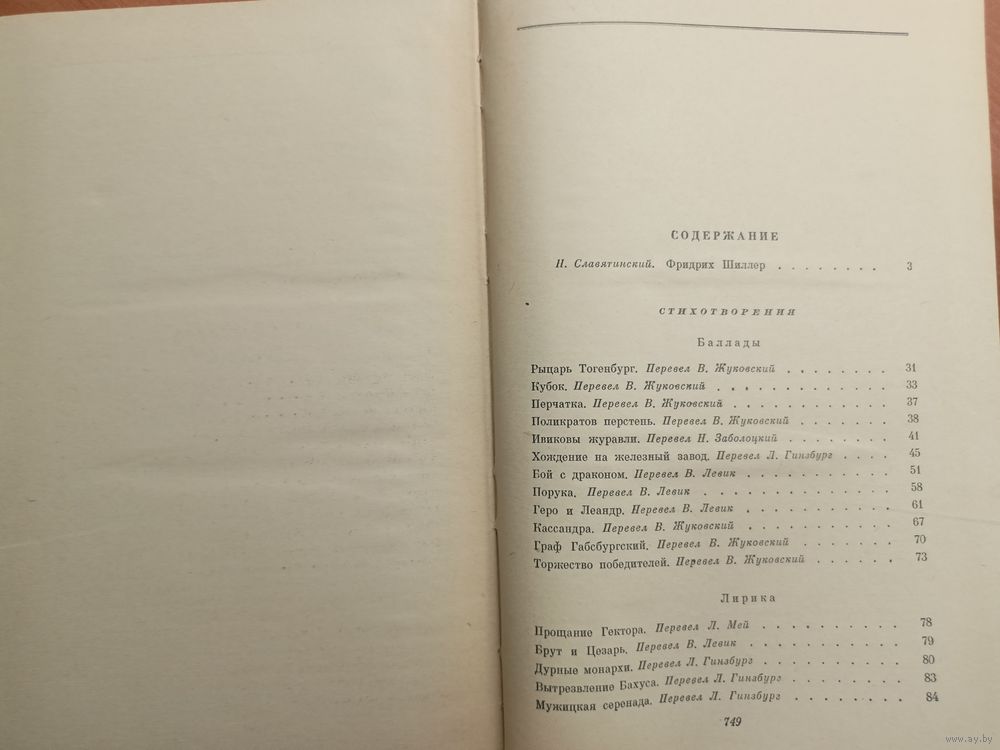 СОДЕРЖАНИЕ
Н. Славятинский. Фридрих Шиллер . . . . . . . . 3
СТИХОТВОРЕНИЯ
Баллады
Рыцарь Тогенбург. Перевел В. Жуковский . . . . . . . 31
Кубок. Перевел В. Жуковский . . . . . . . . . . . . 33
Перчатка. Перевел В. Жуковский . . . . . . . . . . . 37
Поликратов перстень. Перевел В. Жуковский . . . . . . 38
Ивиковы журавли. Перевел Н. Заболоцкий . . . . . . . 41
Хождение на железный завод. Перевел Л. Гинзбург . . . . 45
Бой с драконом. Перевел В. Левик . . . . . . . . . . 51
Порука. Перевел В. Левик . . . . . . . . . . . . 58
Геро и Леандр. Перевел В. Левик . . . . . . . . . . 61
Кассандра. Перевел В. Жуковский . . . . . . . . . . 67
Граф Габсбургский. Перевел В. Жуковский . . . . . . . 70
Торжество победителей. Перевел В. Жуковский . . . . . . 73
Лирика
Прощание Гектора. Перевел Л. Мей . . . . . . . . . 78
Брут и Цезарь. Перевел В. Левик . . . . . . . . . . 79
Дурные монархи. Перевел Л. Гинзбург . . . . . . . . . 80
Вытрезвление Бахуса. Перевел Л. Гинзбург . . . . . . . 83
Мужицкая серенада. Перевел Л. Гинзбург . . . . . . . . 84
749
www.ay.by